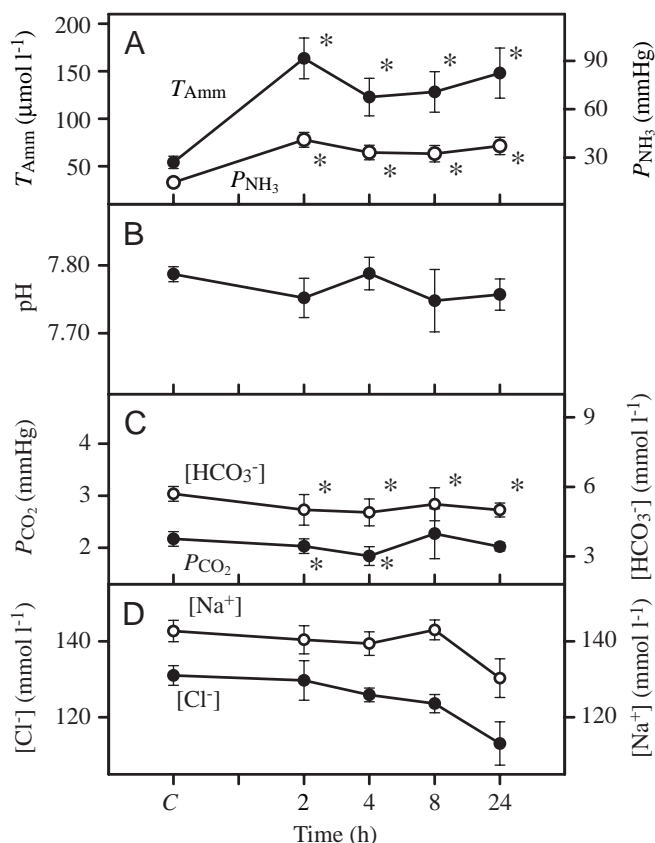 A
200
150
100
50
T_Amm (μmol l⁻¹)
90
60
30
P_NH₃ (mmHg)
T_Amm
P_NH₃
* * * *
* * * *
B
7.80
7.70
pH
C
4
3
2
P_CO₂ (mmHg)
9
6
3
[HCO₃⁻] (mmol l⁻¹)
[HCO₃⁻]
* * * *
P_CO₂
* *
D
140
120
[Cl⁻] (mmol l⁻¹)
140
120
[Na⁺] (mmol l⁻¹)
[Na⁺]
[Cl⁻]
C 2 4 8 24
Time (h)